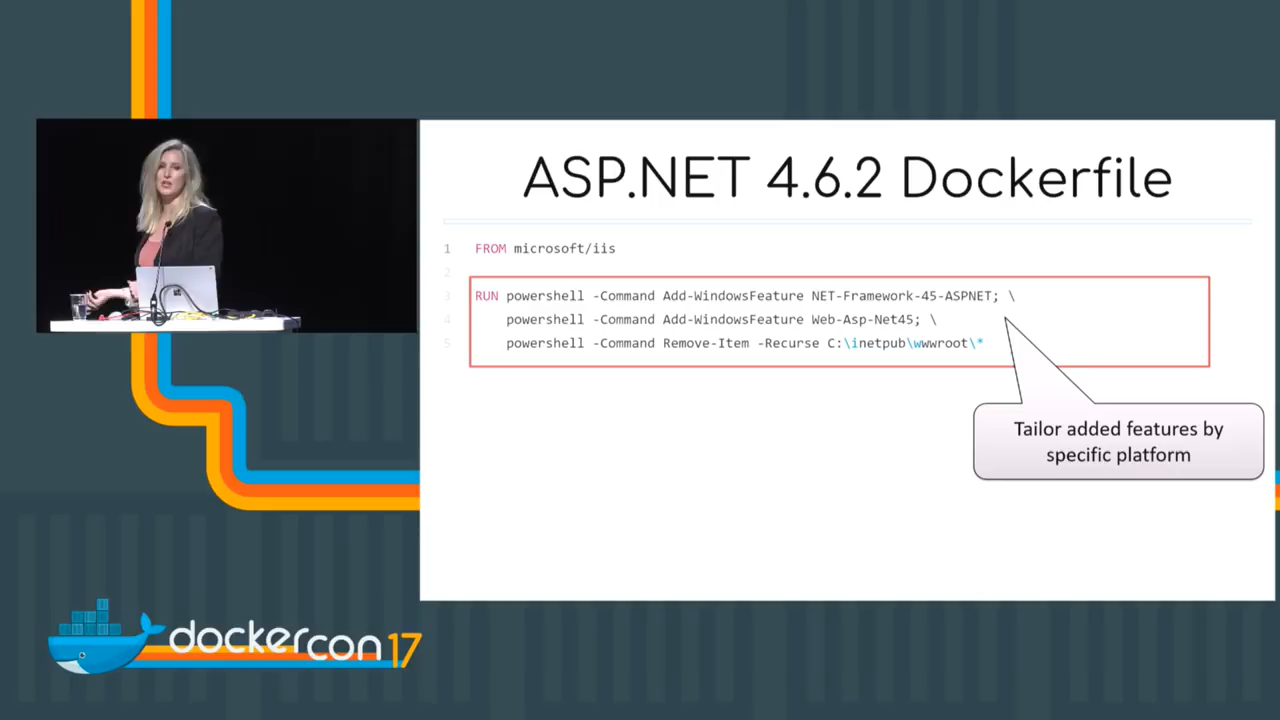 ASP.NET 4.6.2 Dockerfile
1 FROM microsoft/iis
2
3 RUN powershell -Command Add-WindowsFeature NET-Framework-45-ASPNET; \
4 powershell -Command Add-WindowsFeature Web-Asp-Net45; \
5 powershell -Command Remove-Item -Recurse C:\inetpub\wwwroot\*
Tailor added features by
specific platform
dockercon 17